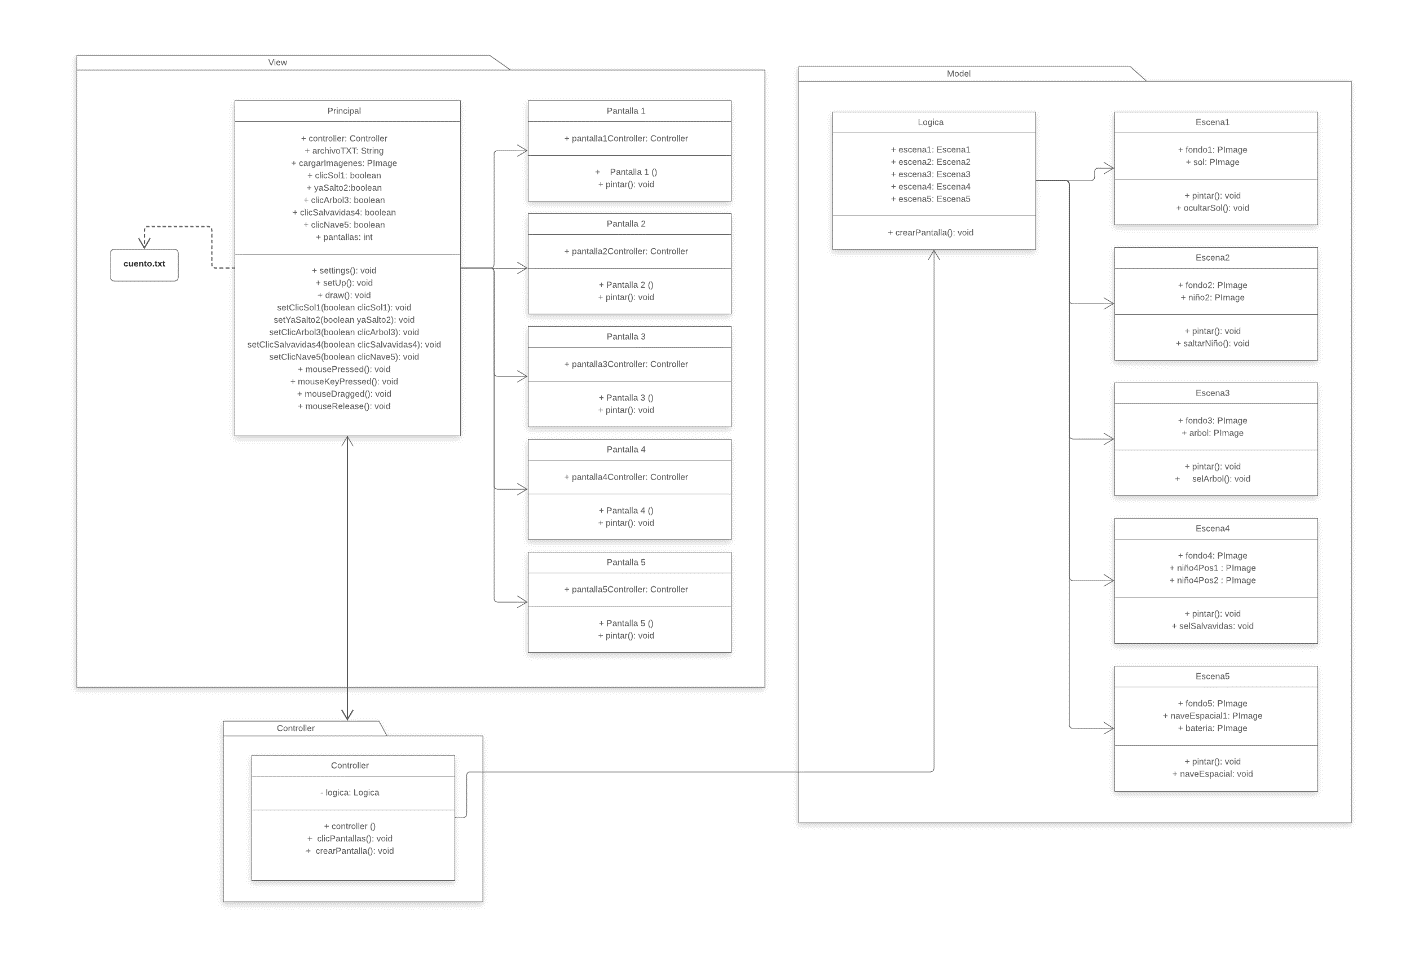 View
Principal
+ controller: Controller
+ archivoTXT: String
+ cargarImagenes: PImage
+ clicSol1: boolean
+ yaSalto2:boolean
+ clicArbol3: boolean
+ clicSalvavidas4: boolean
+ clicNave5: boolean
+ pantallas: int
+ settings(): void
+ setUp(): void
+ draw(): void
setClicSol1(boolean clicSol1): void
setYaSalto2(boolean yaSalto2): void
setClicArbol3(boolean clicArbol3): void
setClicSalvavidas4(boolean clicSalvavidas4): void
setClicNave5(boolean clicNave5): void
+ mousePressed(): void
+ mouseKeyPressed(): void
+ mouseDragged(): void
+ mouseRelease(): void
cuento.txt
Pantalla 1
+ pantalla1Controller: Controller
+ Pantalla 1 ()
+ pintar(): void
Pantalla 2
+ pantalla2Controller: Controller
+ Pantalla 2 ()
+ pintar(): void
Pantalla 3
+ pantalla3Controller: Controller
+ Pantalla 3 ()
+ pintar(): void
Pantalla 4
+ pantalla4Controller: Controller
+ Pantalla 4 ()
+ pintar(): void
Pantalla 5
+ pantalla5Controller: Controller
+ Pantalla 5 ()
+ pintar(): void
Controller
Controller
- logica: Logica
+ controller ()
+ clicPantallas(): void
+ crearPantalla(): void
Model
Logica
+ escena1: Escena1
+ escena2: Escena2
+ escena3: Escena3
+ escena4: Escena4
+ escena5: Escena5
+ crearPantalla(): void
Escena1
+ fondo1: PImage
+ sol: PImage
+ pintar(): void
+ ocultarSol(): void
Escena2
+ fondo2: PImage
+ niño2: PImage
+ pintar(): void
+ saltarNiño(): void
Escena3
+ fondo3: PImage
+ arbol: PImage
+ pintar(): void
+ selArbol(): void
Escena4
+ fondo4: PImage
+ niño4Pos1 : PImage
+ niño4Pos2 : PImage
+ pintar(): void
+ selSalvavidas: void
Escena5
+ fondo5: PImage
+ naveEspacial1: PImage
+ bateria: PImage
+ pintar(): void
+ naveEspacial: void